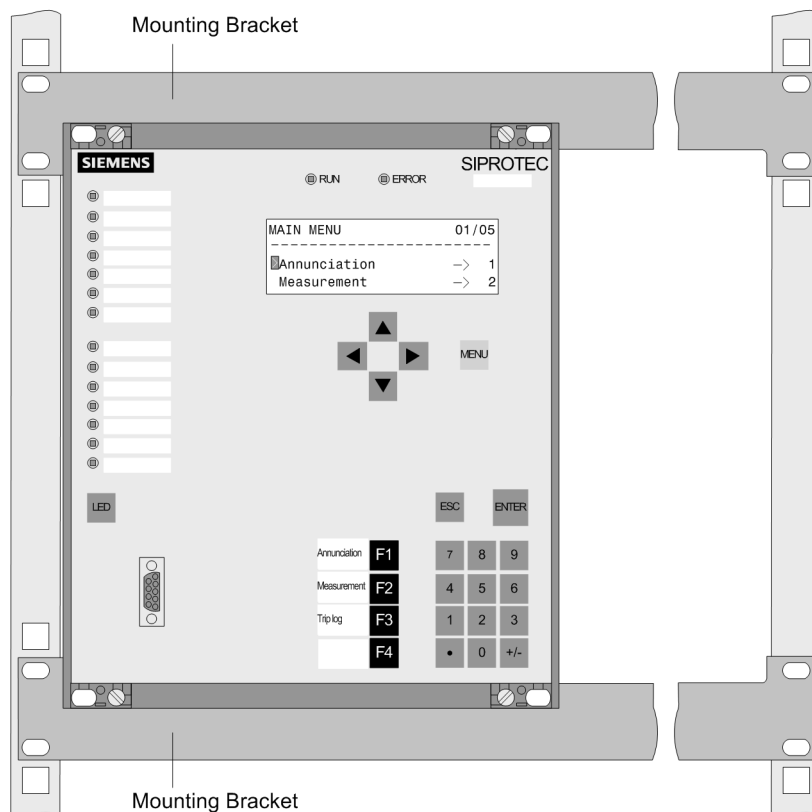 Mounting Bracket
SIEMENS
SIPROTEC
RUN ERROR
MAIN MENU 01/05
--------------------------
Annunciation —> 1
Measurement —> 2
MENU
LED
ESC ENTER
Annunciation F1 7 8 9
Measurement F2 4 5 6
Trip log F3 1 2 3
F4 • 0 +/-
Mounting Bracket